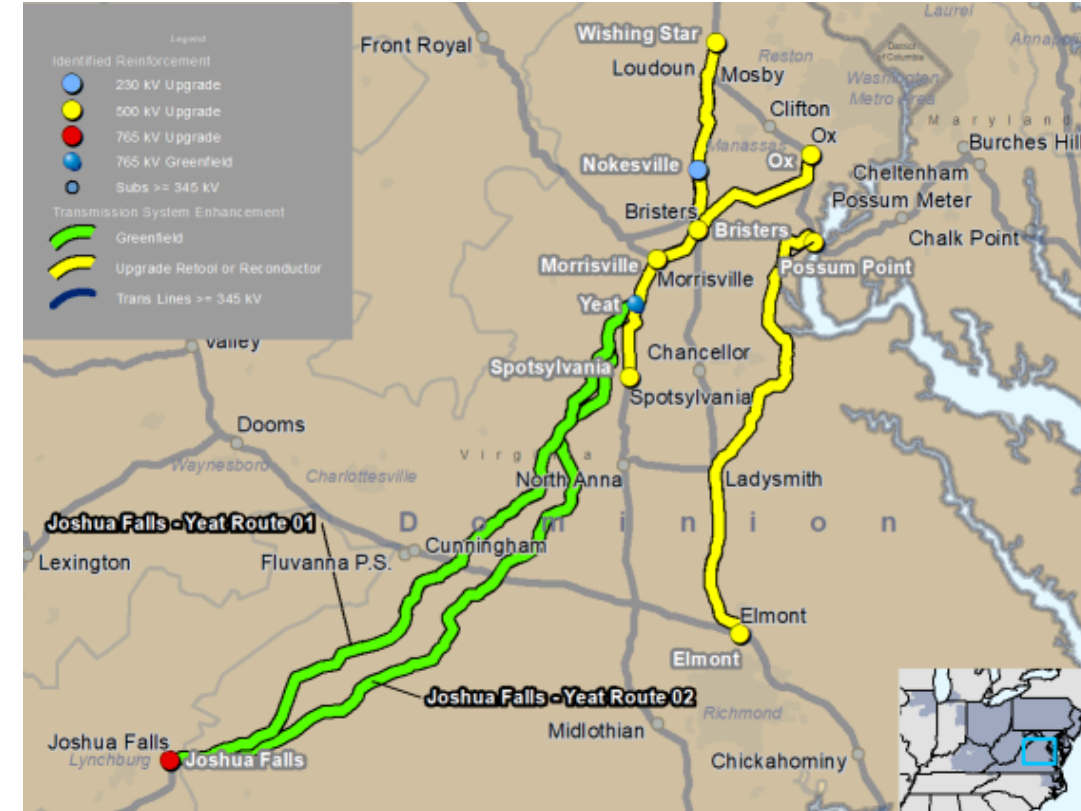 Legend
Identified Reinforcement
230 kV Upgrade
500 kV Upgrade
765 kV Upgrade
765 kV Greenfield
Subs >= 345 kV
Transmission System Enhancement
Greenfield
Upgrade Retool or Reconductor
Trans Lines >= 345 kV
Front Royal
Wishing Star
Laurel
Annapo
District
of Columbia
Reston
Loudoun
Mosby
Washington
Metro Area
Clifton
Maryland
Manassas
Ox
Ox
Burches Hill
Nokesville
Cheltenham
Possum Meter
Bristers
Bristers
Chalk Point
Morrisville
Possum Point
Morrisville
Yeat
Valley
Chancellor
Spotsylvania
Spotsylvania
Dooms
Virginia
Waynesboro
Charlottesville
North Anna
Ladysmith
Joshua Falls - Yeat Route 01
Dominion
Cunningham
Lexington
Fluvanna P.S.
Elmont
Elmont
Joshua Falls - Yeat Route 02
Richmond
Midlothian
Joshua Falls
Lynchburg
Joshua Falls
Chickahominy